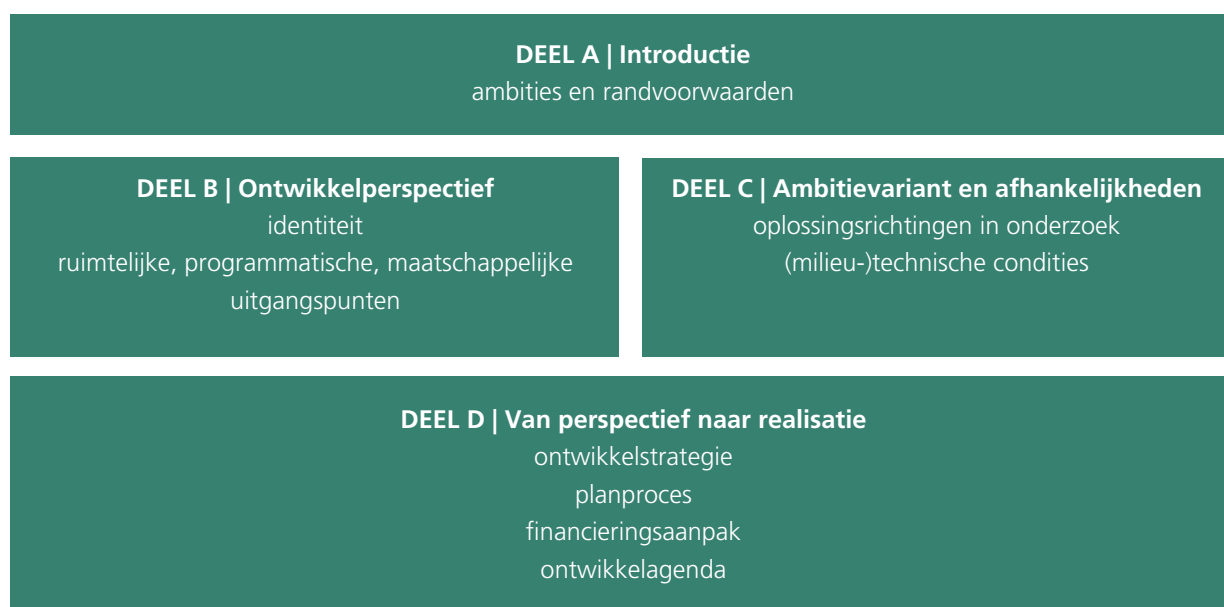 DEEL A | Introductie
ambities en randvoorwaarden
DEEL B | Ontwikkelperspectief
identiteit
ruimtelijke, programmatische, maatschappelijke
uitgangspunten
DEEL C | Ambitievariant en afhankelijkheden
oplossingsrichtingen in onderzoek
(milieu-)technische condities
DEEL D | Van perspectief naar realisatie
ontwikkelstrategie
planproces
financieringsaanpak
ontwikkelagenda